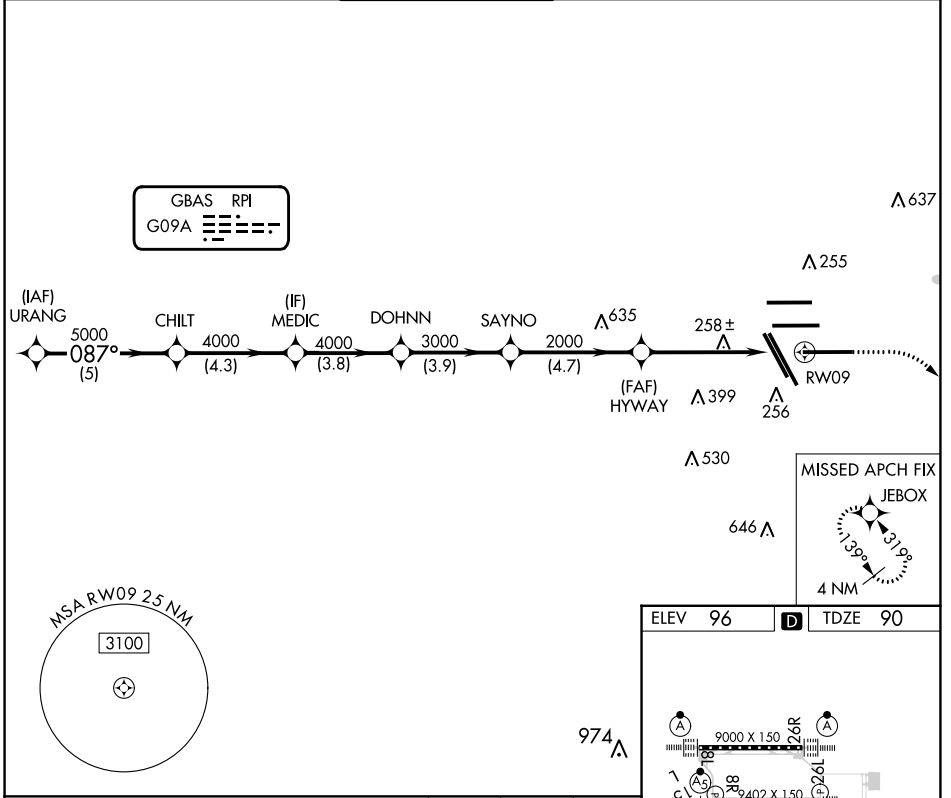 GBAS RPI
G09A
637
255
(IAF)
URANG
5000
087°
(5)
CHILT
4000
(4.3)
(IF)
MEDIC
4000
(3.8)
DOHNN
3000
(3.9)
SAYNO
2000
(4.7)
635
(FAF)
HYWAY
258±
399
256
RW09
530
646
MISSED APCH FIX
JEBOX
139°
319°
4 NM
MSA RW09 25 NM
3100
974
ELEV 96
D
TDZE 90
A
A
9000 X 150
26R
18L
A5
8R
P
9402 X 150
P
26L